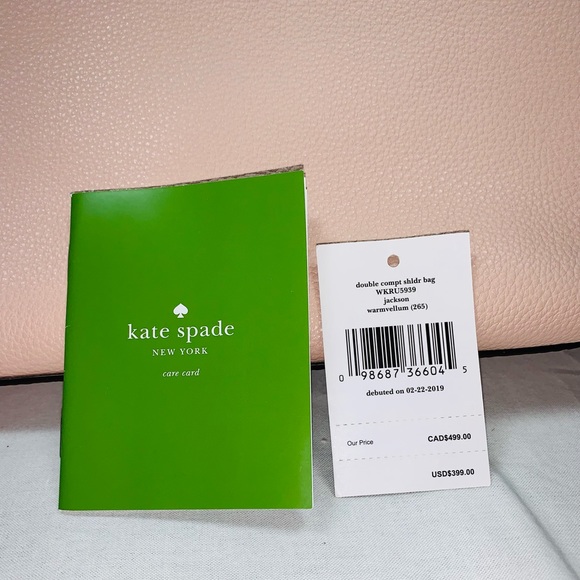 kate spade
NEW YORK
care card
double compt shldr bag
WKRU5939
jackson
warmvellum (265)
0 98687 36604 5
debuted on 02-22-2019
Our Price CAD$499.00
USD$399.00